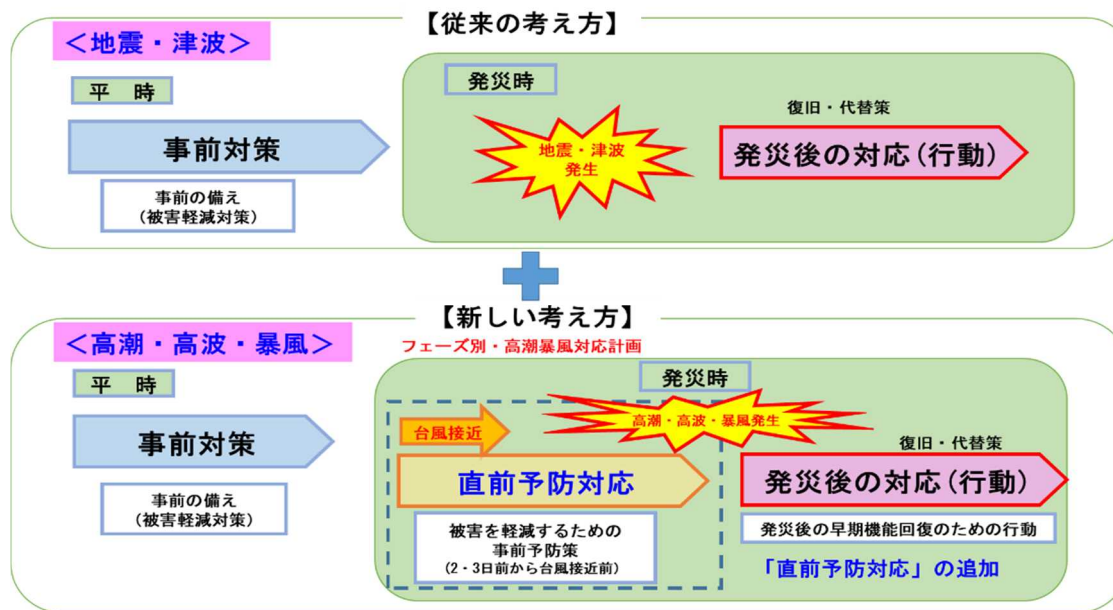 【従来の考え方】
＜地震・津波＞
平　時
事前対策
事前の備え
（被害軽減対策）
発災時
地震・津波
発生
復旧・代替策
発災後の対応（行動）
【新しい考え方】
フェーズ別・高潮暴風対応計画
＜高潮・高波・暴風＞
平　時
事前対策
事前の備え
（被害軽減対策）
発災時
台風接近
高潮・高波・暴風発生
直前予防対応
被害を軽減するための
事前予防策
（2・3日前から台風接近前）
復旧・代替策
発災後の対応（行動）
発災後の早期機能回復のための行動
「直前予防対応」の追加